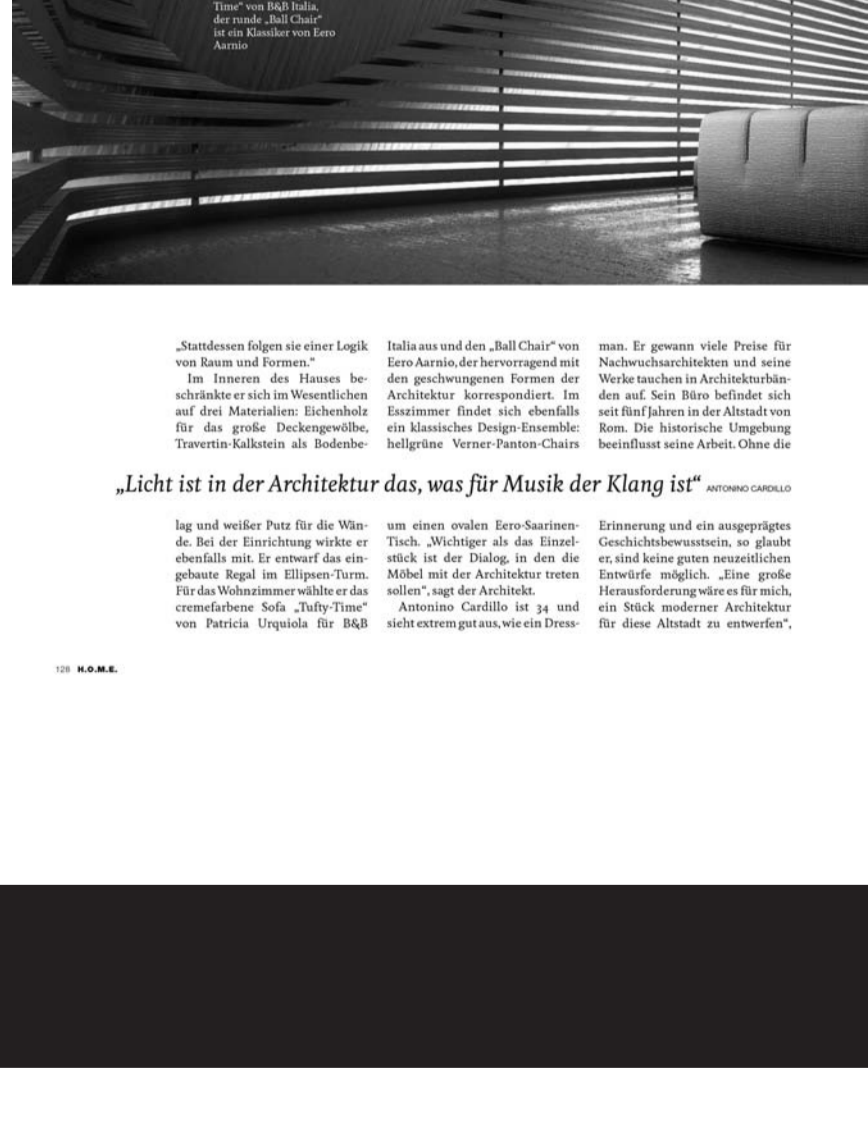 Time“ von B&B Italia,
der runde „Ball Chair“
ist ein Klassiker von Eero
Aarnio
„Stattdessen folgen sie einer Logik
von Raum und Formen.“
Im Inneren des Hauses be-
schränkte er sich im Wesentlichen
auf drei Materialien: Eichenholz
für das große Deckengewölbe,
Travertin-Kalkstein als Bodenbe-
lag und weißer Putz für die Wän-
de. Bei der Einrichtung wirkte er
ebenfalls mit. Er entwarf das ein-
gebaute Regal im Ellipsen-Turm.
Für das Wohnzimmer wählte er das
cremefarbene Sofa „Tufty-Time“
von Patricia Urquiola für B&B
Italia aus und den „Ball Chair“ von
Eero Aarnio, der hervorragend mit
den geschwungenen Formen der
Architektur korrespondiert. Im
Esszimmer findet sich ebenfalls
ein klassisches Design-Ensemble:
hellgrüne Verner-Panton-Chairs
um einen ovalen Eero-Saarinen-
Tisch. „Wichtiger als das Einzel-
stück ist der Dialog, in den die
Möbel mit der Architektur treten
sollen“, sagt der Architekt.
Antonino Cardillo ist 34 und
sieht extrem gut aus, wie ein Dress-
man. Er gewann viele Preise für
Nachwuchsarchitekten und seine
Werke tauchen in Architekturbän-
den auf. Sein Büro befindet sich
seit fünf Jahren in der Altstadt von
Rom. Die historische Umgebung
beeinflusst seine Arbeit. Ohne die
Erinnerung und ein ausgeprägtes
Geschichtsbewusstsein, so glaubt
er, sind keine guten neuzeitlichen
Entwürfe möglich. „Eine große
Herausforderung wäre es für mich,
ein Stück moderner Architektur
für diese Altstadt zu entwerfen“,
„Licht ist in der Architektur das, was für Musik der Klang ist“ ANTONINO CARDILLO
128 H.O.M.E.